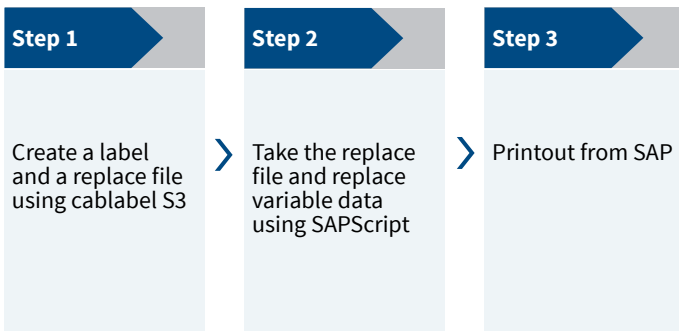 Step 1
Create a label
and a replace file
using cablabel S3
Step 2
Take the replace
file and replace
variable data
using SAPScript
Step 3
Printout from SAP